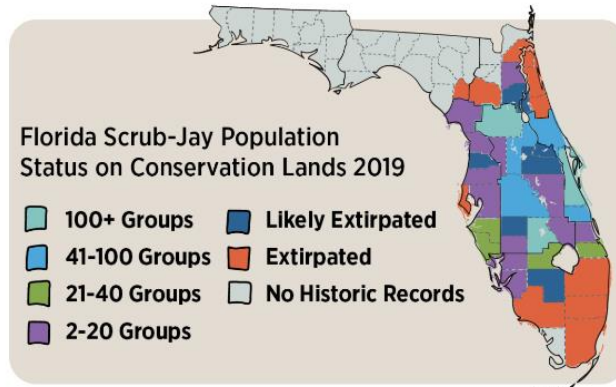 Florida Scrub-Jay Population
Status on Conservation Lands 2019
100+ Groups
41-100 Groups
21-40 Groups
2-20 Groups
Likely Extirpated
Extirpated
No Historic Records